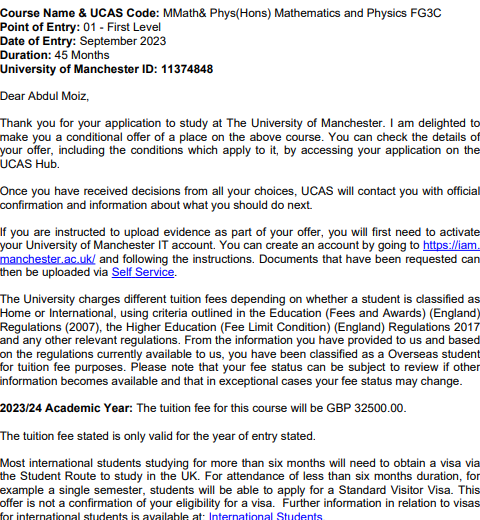 Course Name & UCAS Code: MMath& Phys(Hons) Mathematics and Physics FG3C
Point of Entry: 01 - First Level
Date of Entry: September 2023
Duration: 45 Months
University of Manchester ID: 11374848
Dear Abdul Moiz,
Thank you for your application to study at The University of Manchester. I am delighted to
make you a conditional offer of a place on the above course. You can check the details of
your offer, including the conditions which apply to it, by accessing your application on the
UCAS Hub.
Once you have received decisions from all your choices, UCAS will contact you with official
confirmation and information about what you should do next.
If you are instructed to upload evidence as part of your offer, you will first need to activate
your University of Manchester IT account. You can create an account by going to https://iam.
manchester.ac.uk/ and following the instructions. Documents that have been requested can
then be uploaded via Self Service.
The University charges different tuition fees depending on whether a student is classified as
Home or International, using criteria outlined in the Education (Fees and Awards) (England)
Regulations (2007), the Higher Education (Fee Limit Condition) (England) Regulations 2017
and any other relevant regulations. From the information you have provided to us and based
on the regulations currently available to us, you have been classified as a Overseas student
for tuition fee purposes. Please note that your fee status can be subject to review if other
information becomes available and that in exceptional cases your fee status may change.
2023/24 Academic Year: The tuition fee for this course will be GBP 32500.00.
The tuition fee stated is only valid for the year of entry stated.
Most international students studying for more than six months will need to obtain a visa via
the Student Route to study in the UK. For attendance of less than six months duration, for
example a single semester, students will be able to apply for a Standard Visitor Visa. This
offer is not a confirmation of your eligibility for a visa. Further information in relation to visas
for international students is available at: International Students